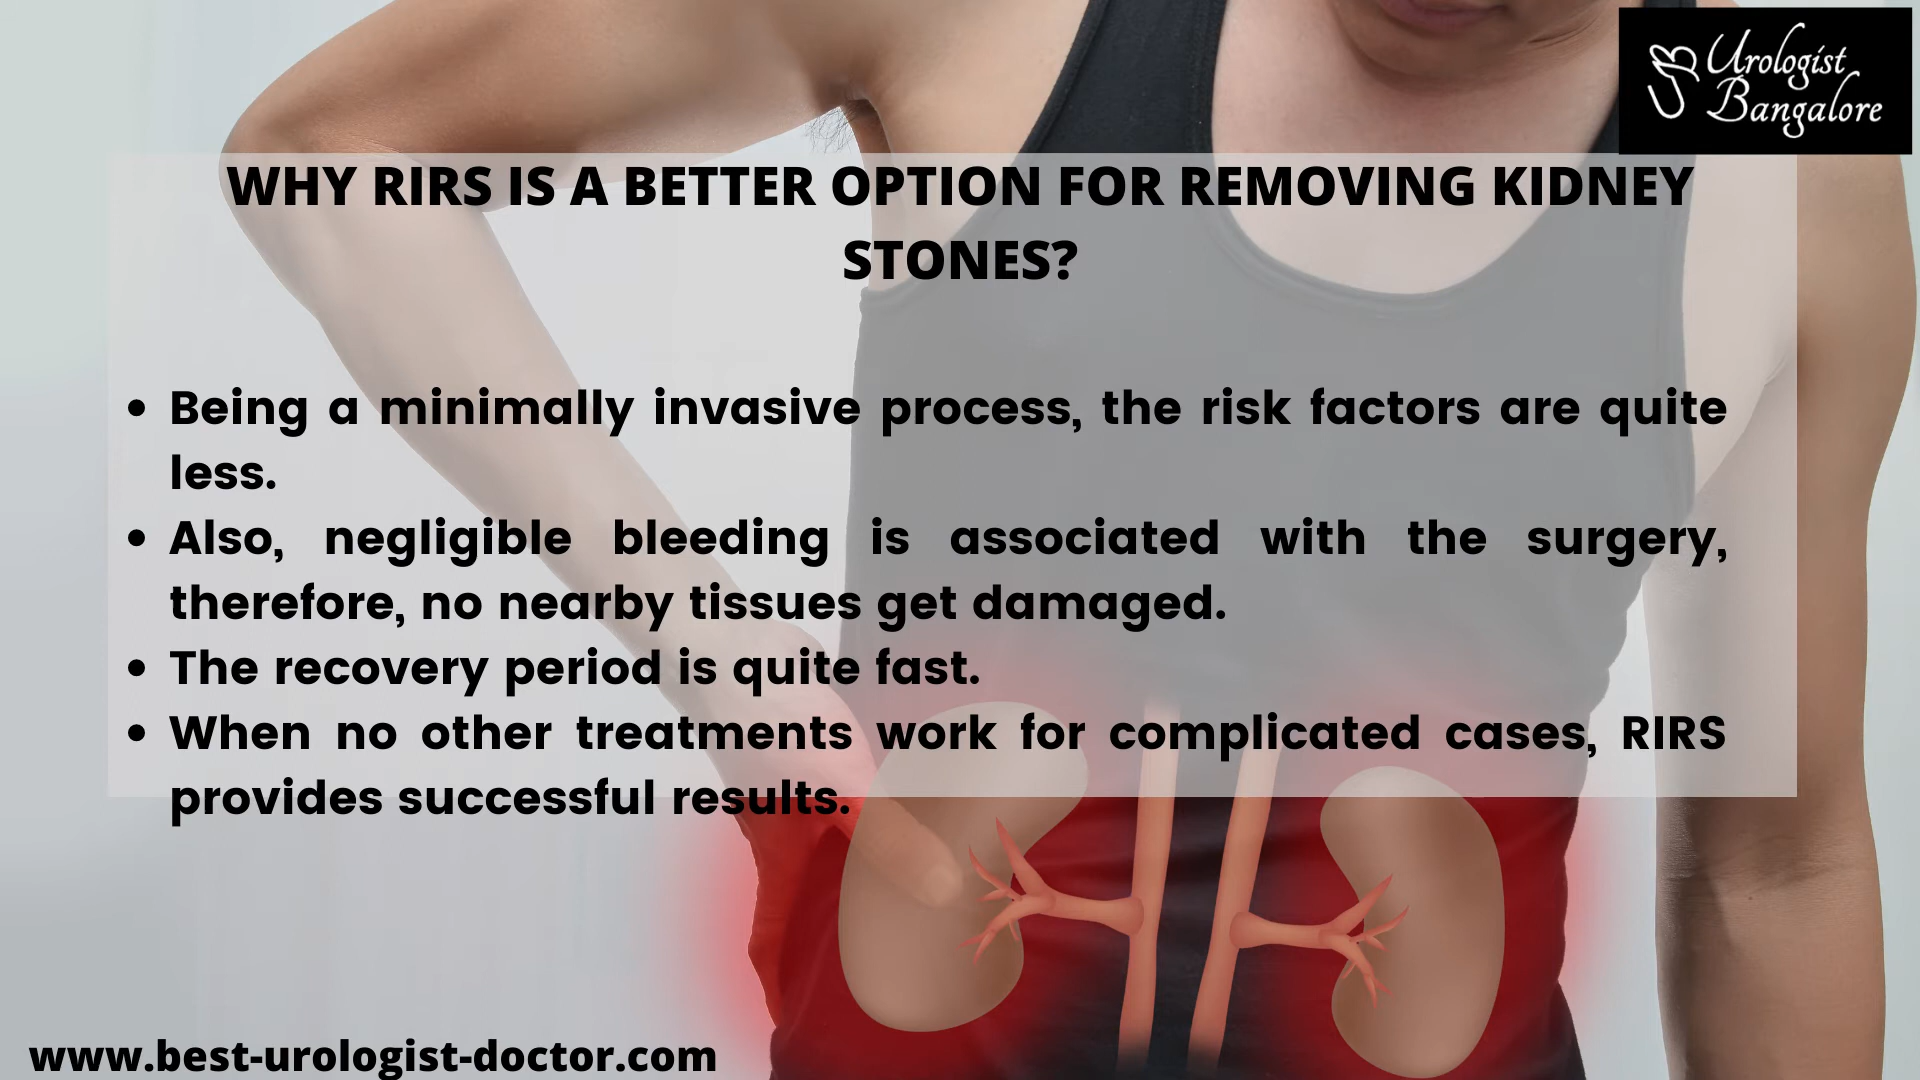 Urologist
Bangalore
WHY RIRS IS A BETTER OPTION FOR REMOVING KIDNEY
STONES?
• Being a minimally invasive process, the risk factors are quite
less.
• Also, negligible bleeding is associated with the surgery,
therefore, no nearby tissues get damaged.
• The recovery period is quite fast.
• When no other treatments work for complicated cases, RIRS
provides successful results.
www.best-urologist-doctor.com